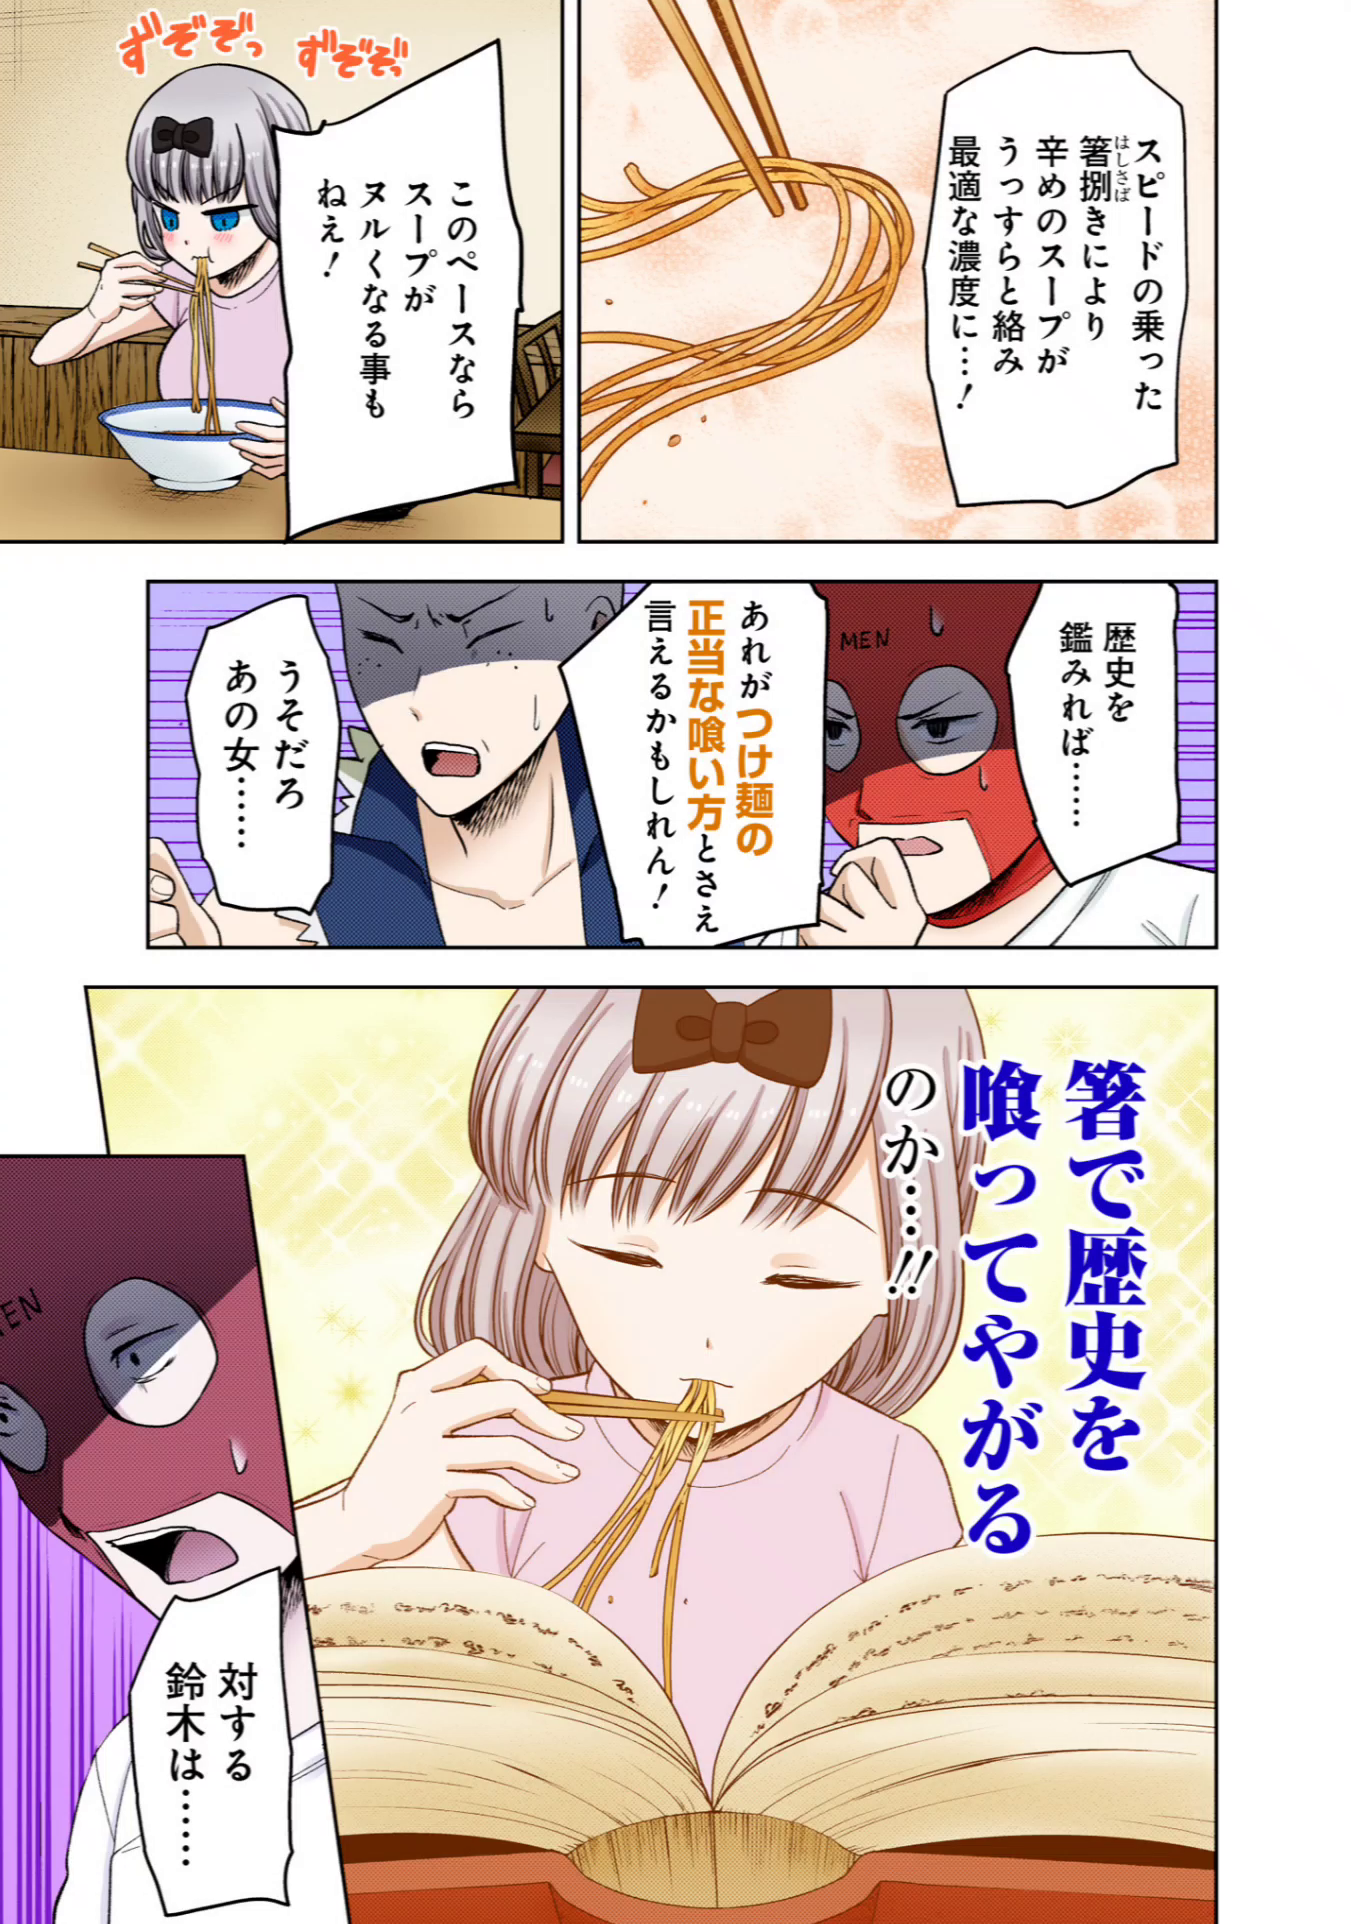 スピードの乗った
箸捌きにより
はしさば
辛めのスープが
うっすらと絡み
最適な濃度に…！
ずぞぞっ
ずぞぞっ
このペースなら
スープが
ヌルくなる事も
ねえ！
歴史を
鑑みれば……
MEN
あれがつけ麺の
正当な喰い方とさえ
言えるかもしれん！
うそだろ
あの女……
箸で歴史を
喰ってやがる
のか…!!
対する
鈴木は……